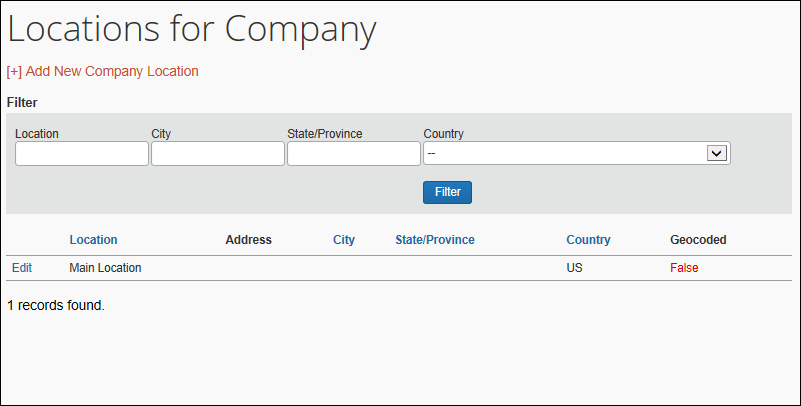 Locations for Company
[+] Add New Company Location
Filter
Location City State/Province Country
--
Filter
Location Address City State/Province Country Geocoded
Edit Main Location US False
1 records found.